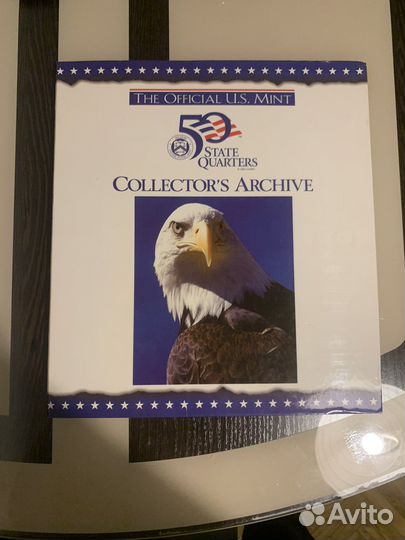 THE OFFICIAL U.S. MINT
50
STATE
QUARTERS
COLLECTOR'S ARCHIVE
Avito